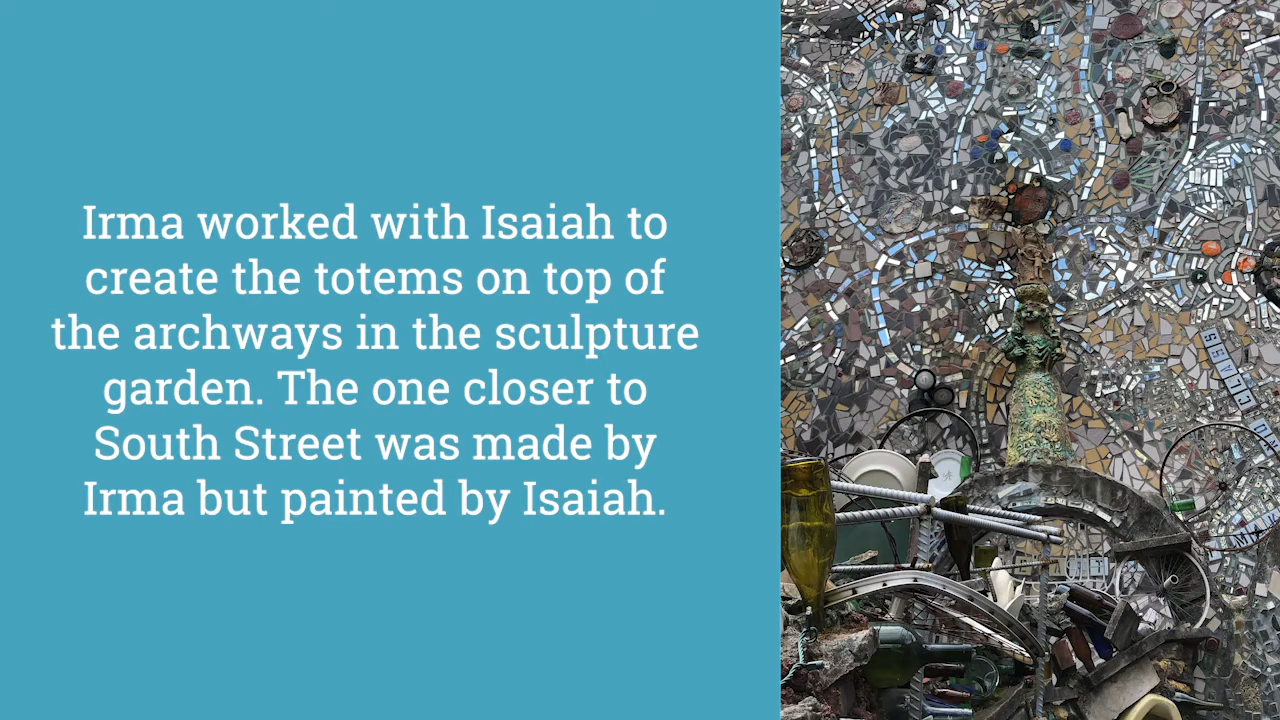 Irma worked with Isaiah to
create the totems on top of
the archways in the sculpture
garden. The one closer to
South Street was made by
Irma but painted by Isaiah.
CLASS